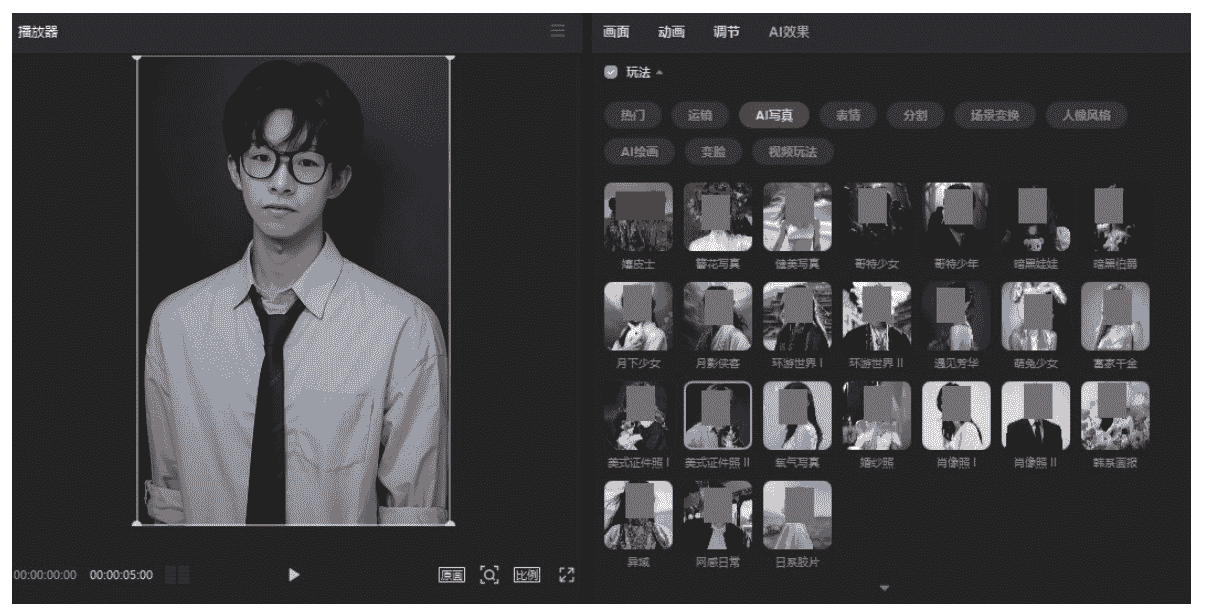 播放器
画面 动画 调节 AI效果
玩法
热门 运镜 AI写真 表情 分割 场景变换 人像风格
AI绘画 变脸 视频玩法
嬉皮士 簪花写真 健美写真 哥特少女 哥特少年 暗黑娃娃 暗黑伯爵
月下少女 月影侠客 环游世界 I 环游世界 II 遇见芳华 萌兔少女 富家千金
美式证件照 I 美式证件照 II 氧气写真 婚纱照 肖像照 I 肖像照 II 韩系画报
异域 网感日常 日系胶片
00:00:00:00 00:00:05:00 原画 比例